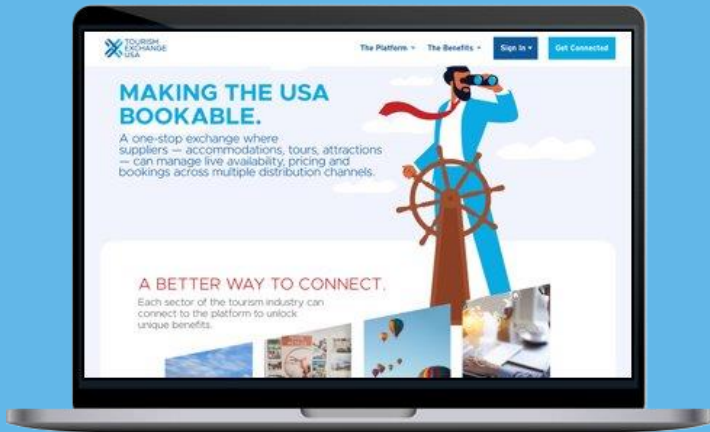 TOURISM
EXCHANGE
USA
The Platform
The Benefits
Sign In
Get Connected
MAKING THE USA
BOOKABLE.
A one-stop exchange where
suppliers — accommodations, tours, attractions
— can manage live availability, pricing and
bookings across multiple distribution channels.
A BETTER WAY TO CONNECT.
Each sector of the tourism industry can
connect to the platform to unlock
unique benefits.